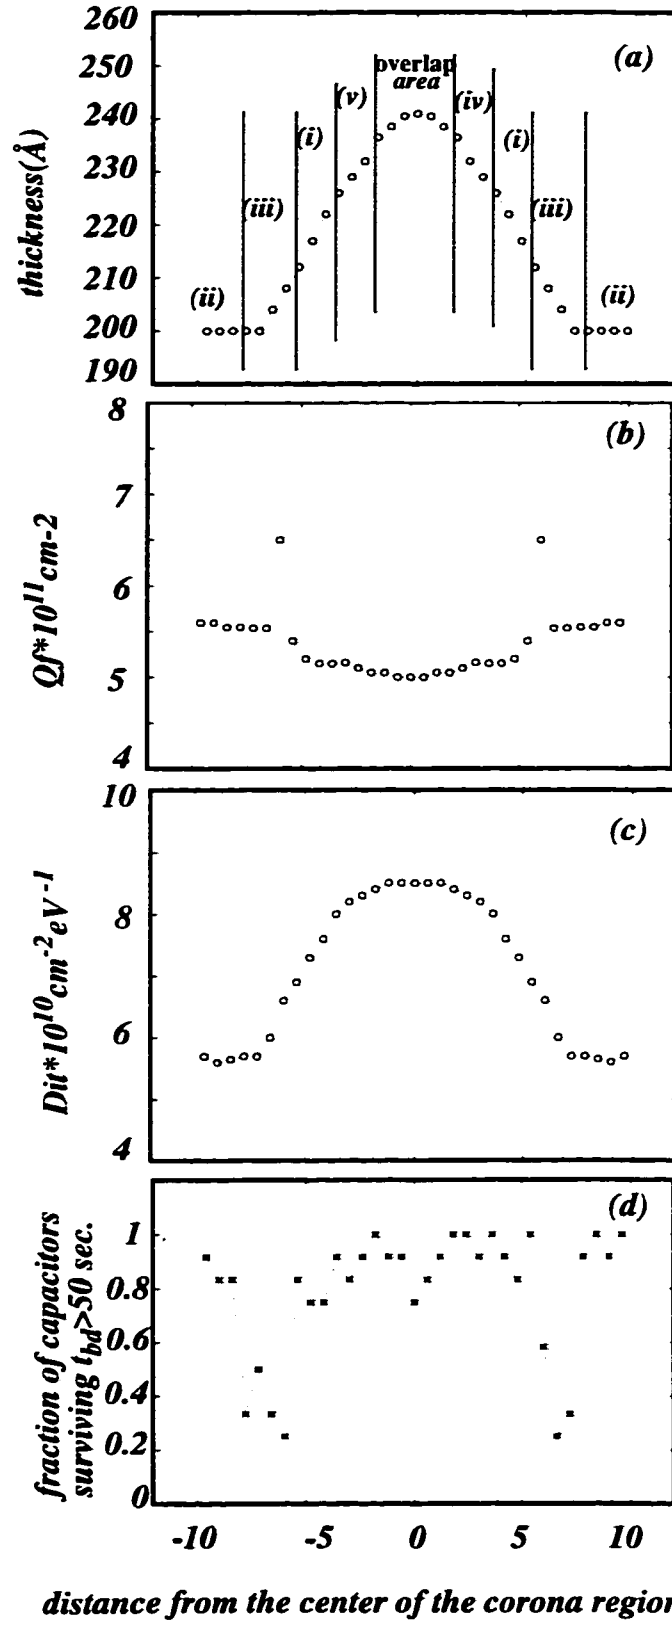 260
250
240
230
220
210
200
190
thickness(Å)
(a)
overlap
area
(v)
(iv)
(i)
(i)
(iii)
(iii)
(ii)
(ii)
8
7
6
5
4
Qf*10^11cm-2
(b)
10
8
6
4
Dit*10^10cm^-2eV^-1
(c)
1
0.8
0.6
0.4
0.2
0
fraction of capacitors
surviving t_bd>50 sec.
(d)
-10 -5 0 5 10
distance from the center of the corona region